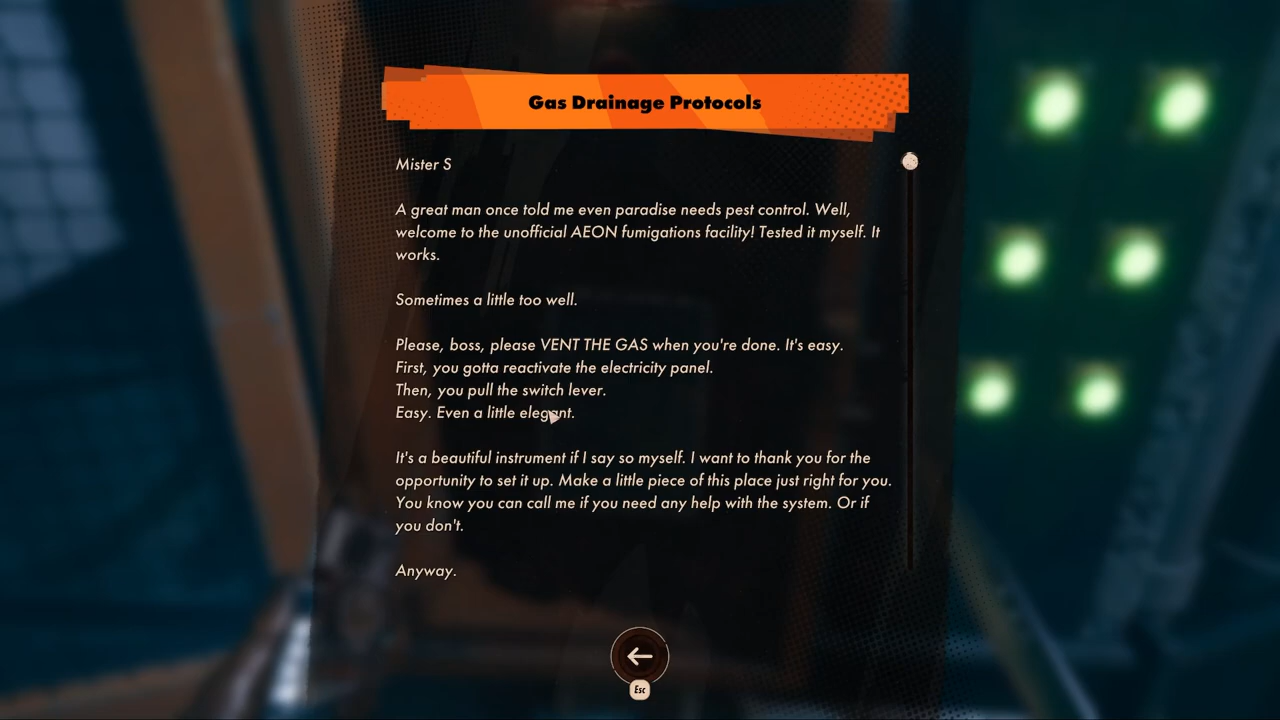 Gas Drainage Protocols
Mister S
A great man once told me even paradise needs pest control. Well,
welcome to the unofficial AEON fumigations facility! Tested it myself. It
works.
Sometimes a little too well.
Please, boss, please VENT THE GAS when you're done. It's easy.
First, you gotta reactivate the electricity panel.
Then, you pull the switch lever.
Easy. Even a little elegant.
It's a beautiful instrument if I say so myself. I want to thank you for the
opportunity to set it up. Make a little piece of this place just right for you.
You know you can call me if you need any help with the system. Or if
you don't.
Anyway.
Esc